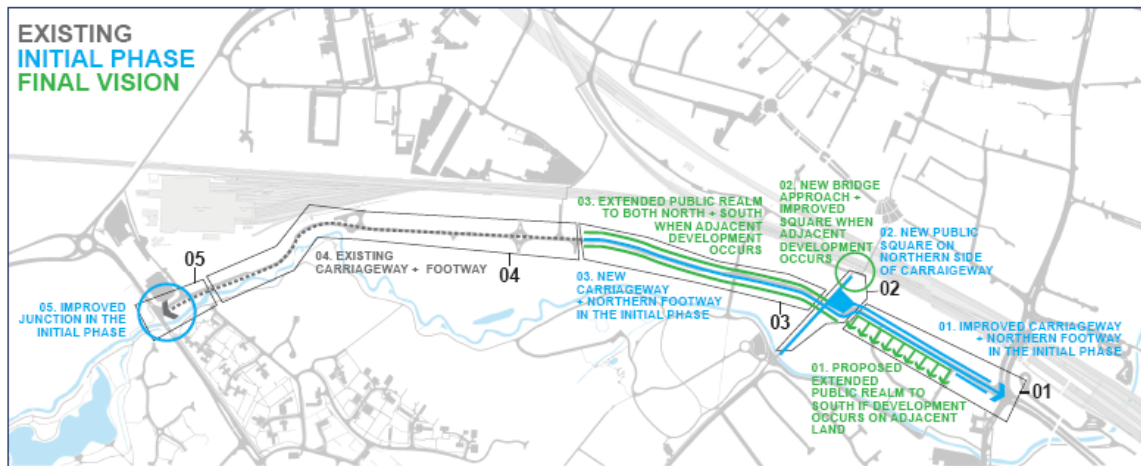 EXISTING
INITIAL PHASE
FINAL VISION
03. EXTENDED PUBLIC REALM
TO BOTH NORTH + SOUTH
WHEN ADJACENT
DEVELOPMENT
OCCURS
02. NEW BRIDGE
APPROACH +
IMPROVED
SQUARE WHEN
ADJACENT
DEVELOPMENT
OCCURS
02. NEW PUBLIC
SQUARE ON
NORTHERN SIDE
OF CARRAIGEWAY
05
04. EXISTING
CARRIAGEWAY + FOOTWAY
04
02
05. IMPROVED
JUNCTION IN THE
INITIAL PHASE
03. NEW
CARRIAGEWAY
+ NORTHERN FOOTWAY
IN THE INITIAL PHASE
03
01. IMPROVED CARRIAGEWAY
+ NORTHERN FOOTWAY
IN THE INITIAL PHASE
01. PROPOSED
EXTENDED
PUBLIC REALM TO
SOUTH IF DEVELOPMENT
OCCURS ON ADJACENT
LAND
01